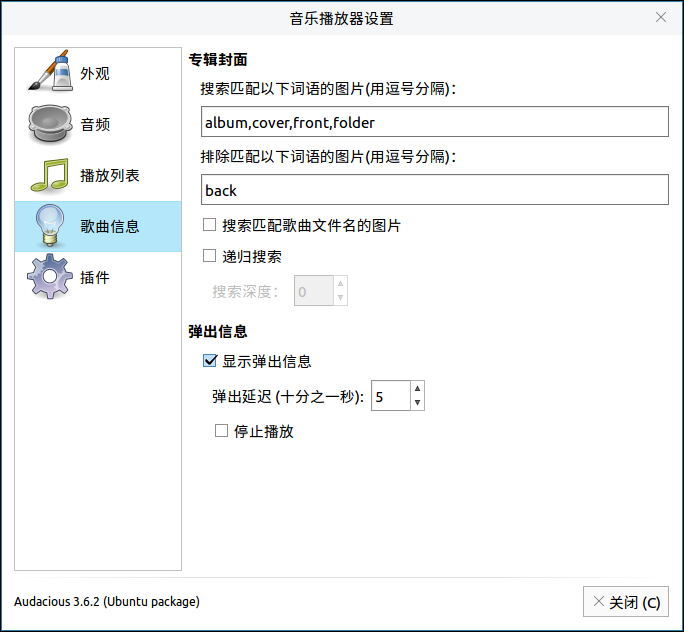 音乐播放器设置
外观
音频
播放列表
歌曲信息
插件
专辑封面
搜索匹配以下词语的图片(用逗号分隔)：
album,cover,front,folder
排除匹配以下词语的图片(用逗号分隔)：
back
搜索匹配歌曲文件名的图片
递归搜索
搜索深度： 0
弹出信息
显示弹出信息
弹出延迟 (十分之一秒): 5
停止播放
Audacious 3.6.2 (Ubuntu package)
关闭 (C)